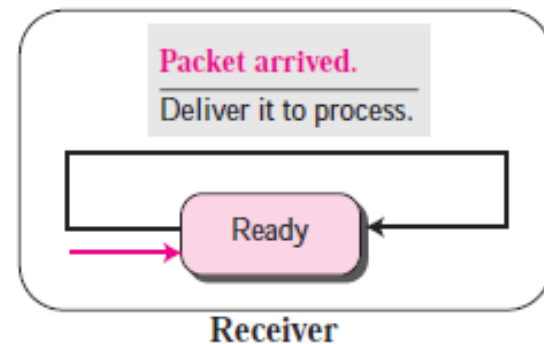 Packet arrived.
Deliver it to process.
Ready
Receiver